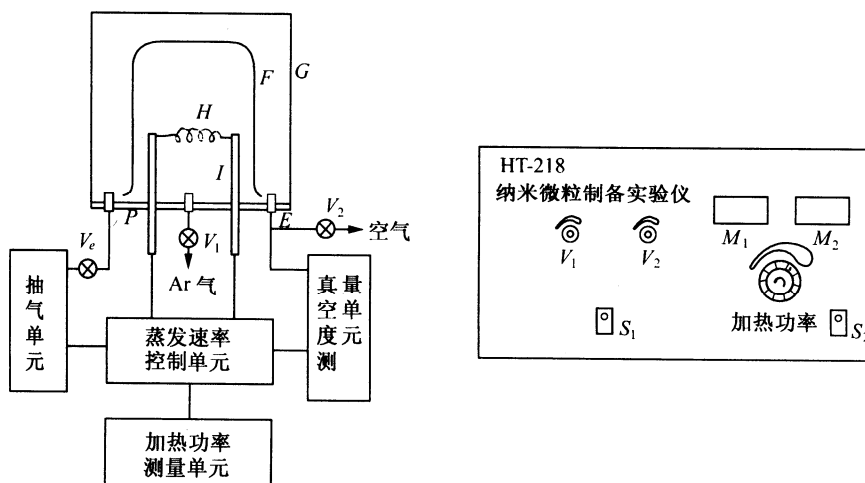 F
G
H
I
P
E
V2
空气
Ve
V1
Ar 气
抽气单元
真空度测量单元
蒸发速率
控制单元
加热功率
测量单元
HT-218
纳米微粒制备实验仪
V1
V2
M1
M2
加热功率
S1